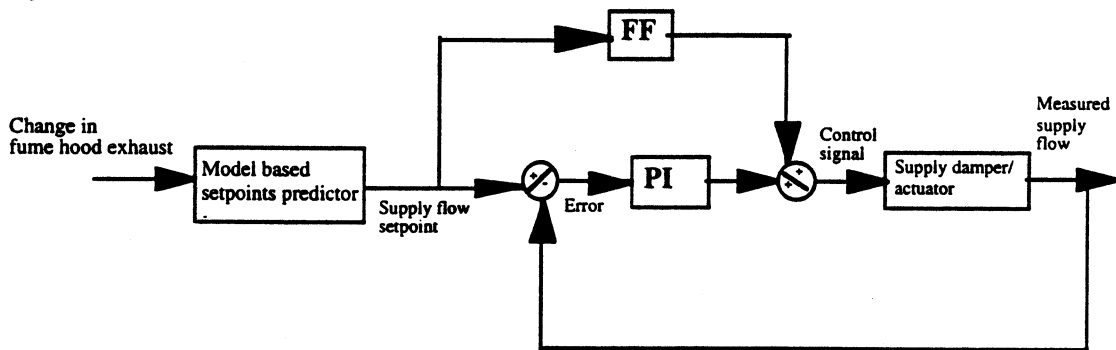 FF
Change in
fume hood exhaust
Model based
setpoints predictor
Supply flow
setpoint
+
-
Error
PI
+
+
Control
signal
Supply damper/
actuator
Measured
supply
flow